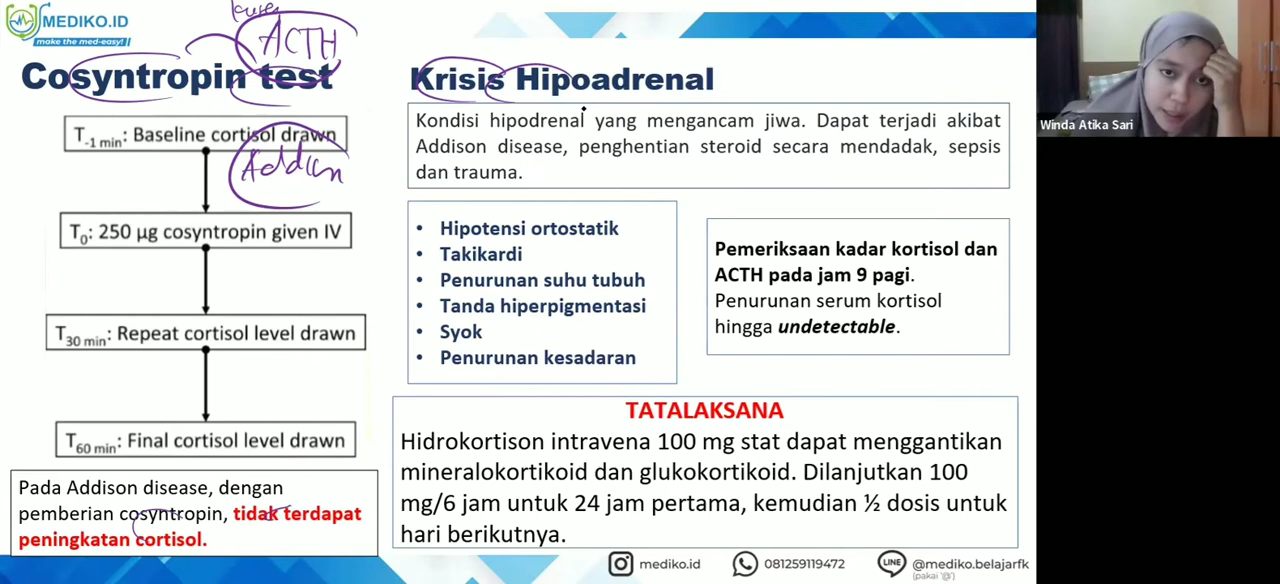 MEDIKO.ID
make the med-easy!
ACTH
Cosyntropin test
T-1 min: Baseline cortisol drawn
Addison
T0: 250 µg cosyntropin given IV
T30 min: Repeat cortisol level drawn
T60 min: Final cortisol level drawn
Pada Addison disease, dengan
pemberian cosyntropin, tidak terdapat
peningkatan cortisol.
Krisis Hipoadrenal
Kondisi hipodrenal yang mengancam jiwa. Dapat terjadi akibat
Addison disease, penghentian steroid secara mendadak, sepsis
dan trauma.
• Hipotensi ortostatik
• Takikardi
• Penurunan suhu tubuh
• Tanda hiperpigmentasi
• Syok
• Penurunan kesadaran
Pemeriksaan kadar kortisol dan
ACTH pada jam 9 pagi.
Penurunan serum kortisol
hingga undetectable.
TATALAKSANA
Hidrokortison intravena 100 mg stat dapat menggantikan
mineralokortikoid dan glukokortikoid. Dilanjutkan 100
mg/6 jam untuk 24 jam pertama, kemudian ½ dosis untuk
hari berikutnya.
mediko.id
081259119472
LINE
@mediko.belajarfk
(pakai '@')
Winda Atika Sari